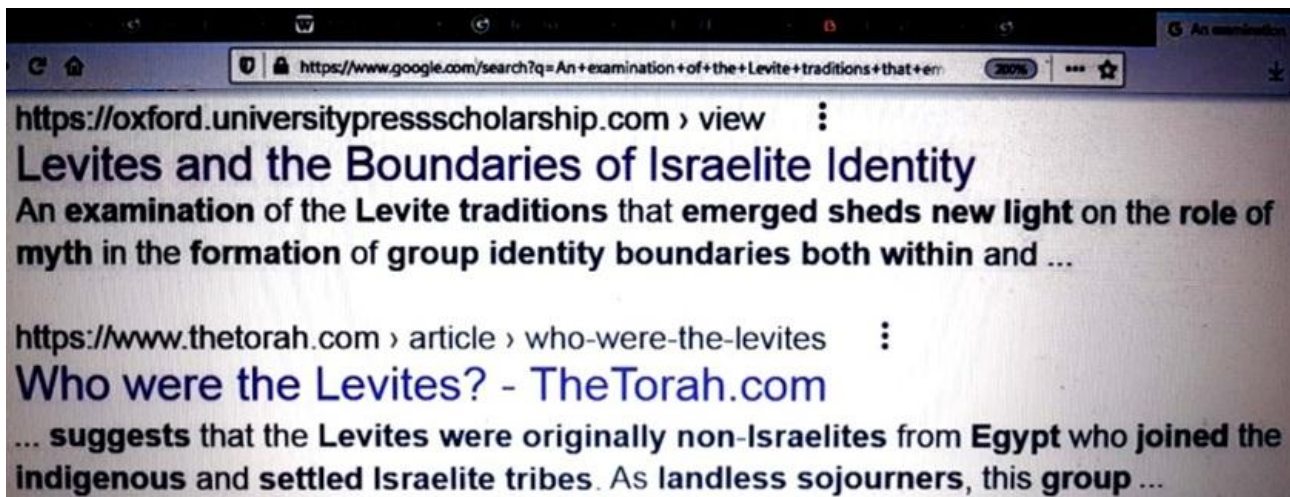 G An examination
https://www.google.com/search?q=An+examination+of+the+Levite+traditions+that+em
200%
https://oxford.universitypressscholarship.com › view
Levites and the Boundaries of Israelite Identity
An examination of the Levite traditions that emerged sheds new light on the role of
myth in the formation of group identity boundaries both within and ...
https://www.thetorah.com › article › who-were-the-levites
Who were the Levites? - TheTorah.com
... suggests that the Levites were originally non-Israelites from Egypt who joined the
indigenous and settled Israelite tribes. As landless sojourners, this group ...